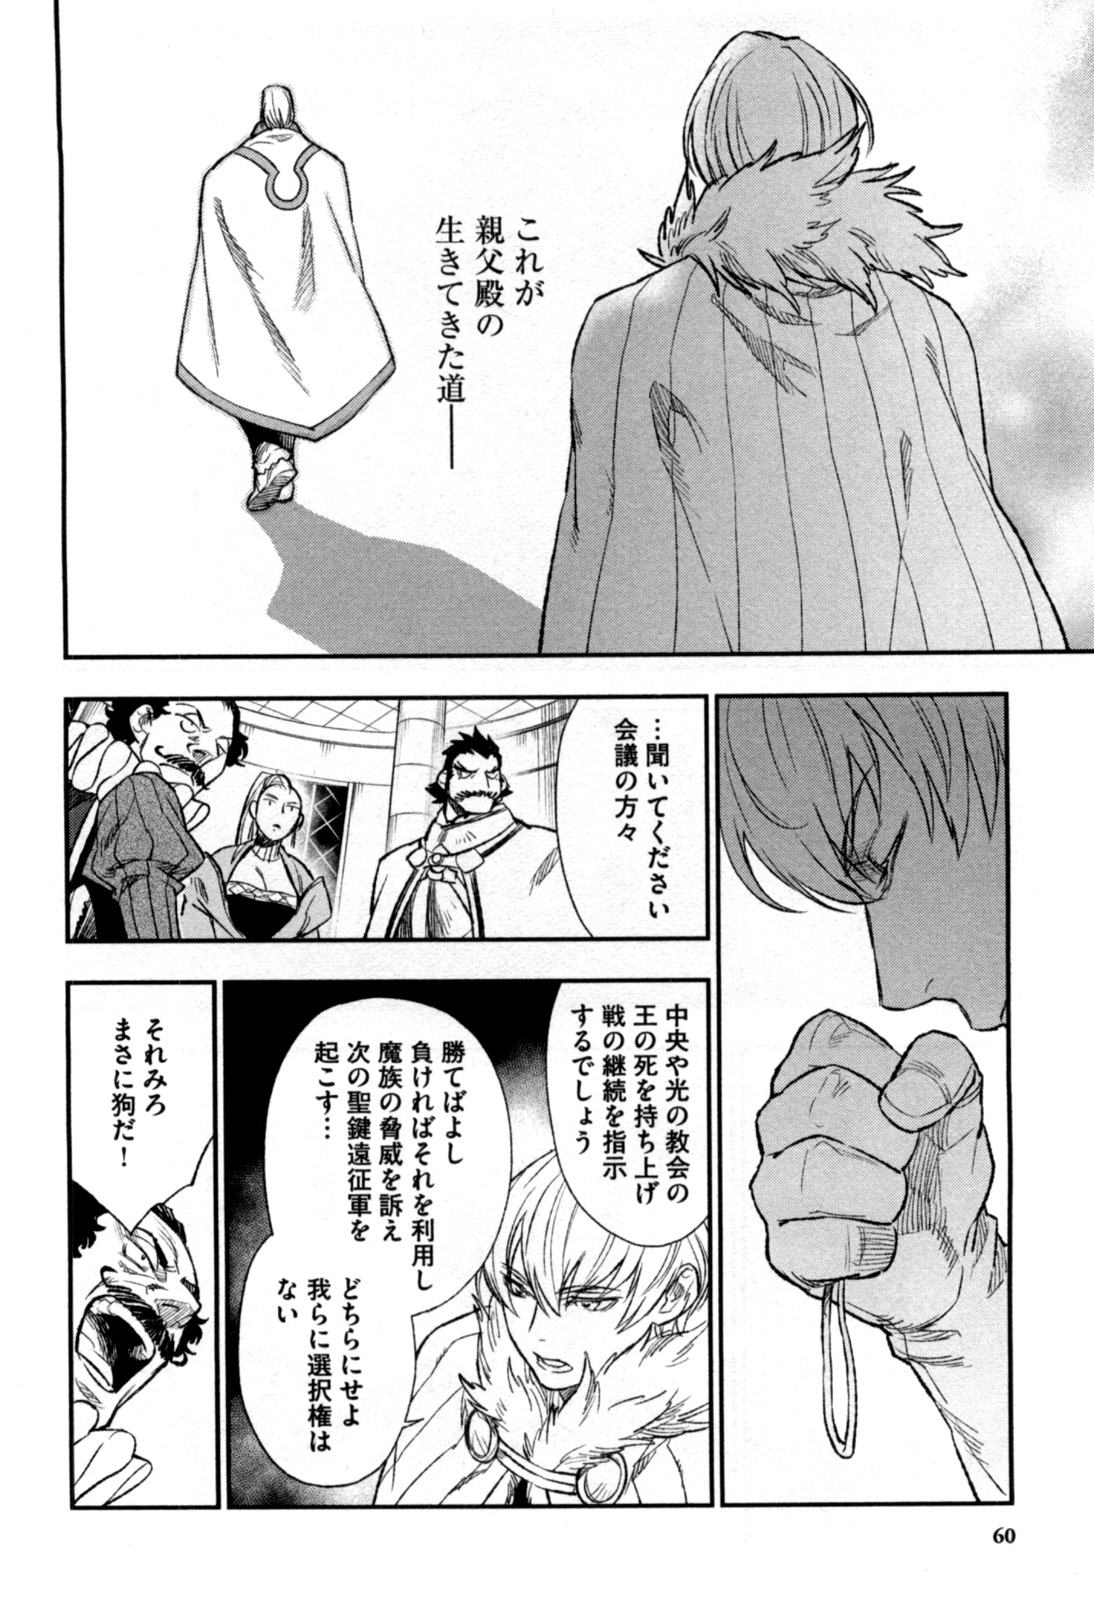 これが
親父殿の
生きてきた道――
…聞いてください
会議の方々
中央や光の教会の
王の死を持ち上げ
戦の継続を指示
するでしょう
勝てばよし
負ければそれを利用し
魔族の脅威を訴え
次の聖鍵遠征軍を
起こす…
どちらにせよ
我らに選択権は
ない
それみろ
まさに狗だ！
60